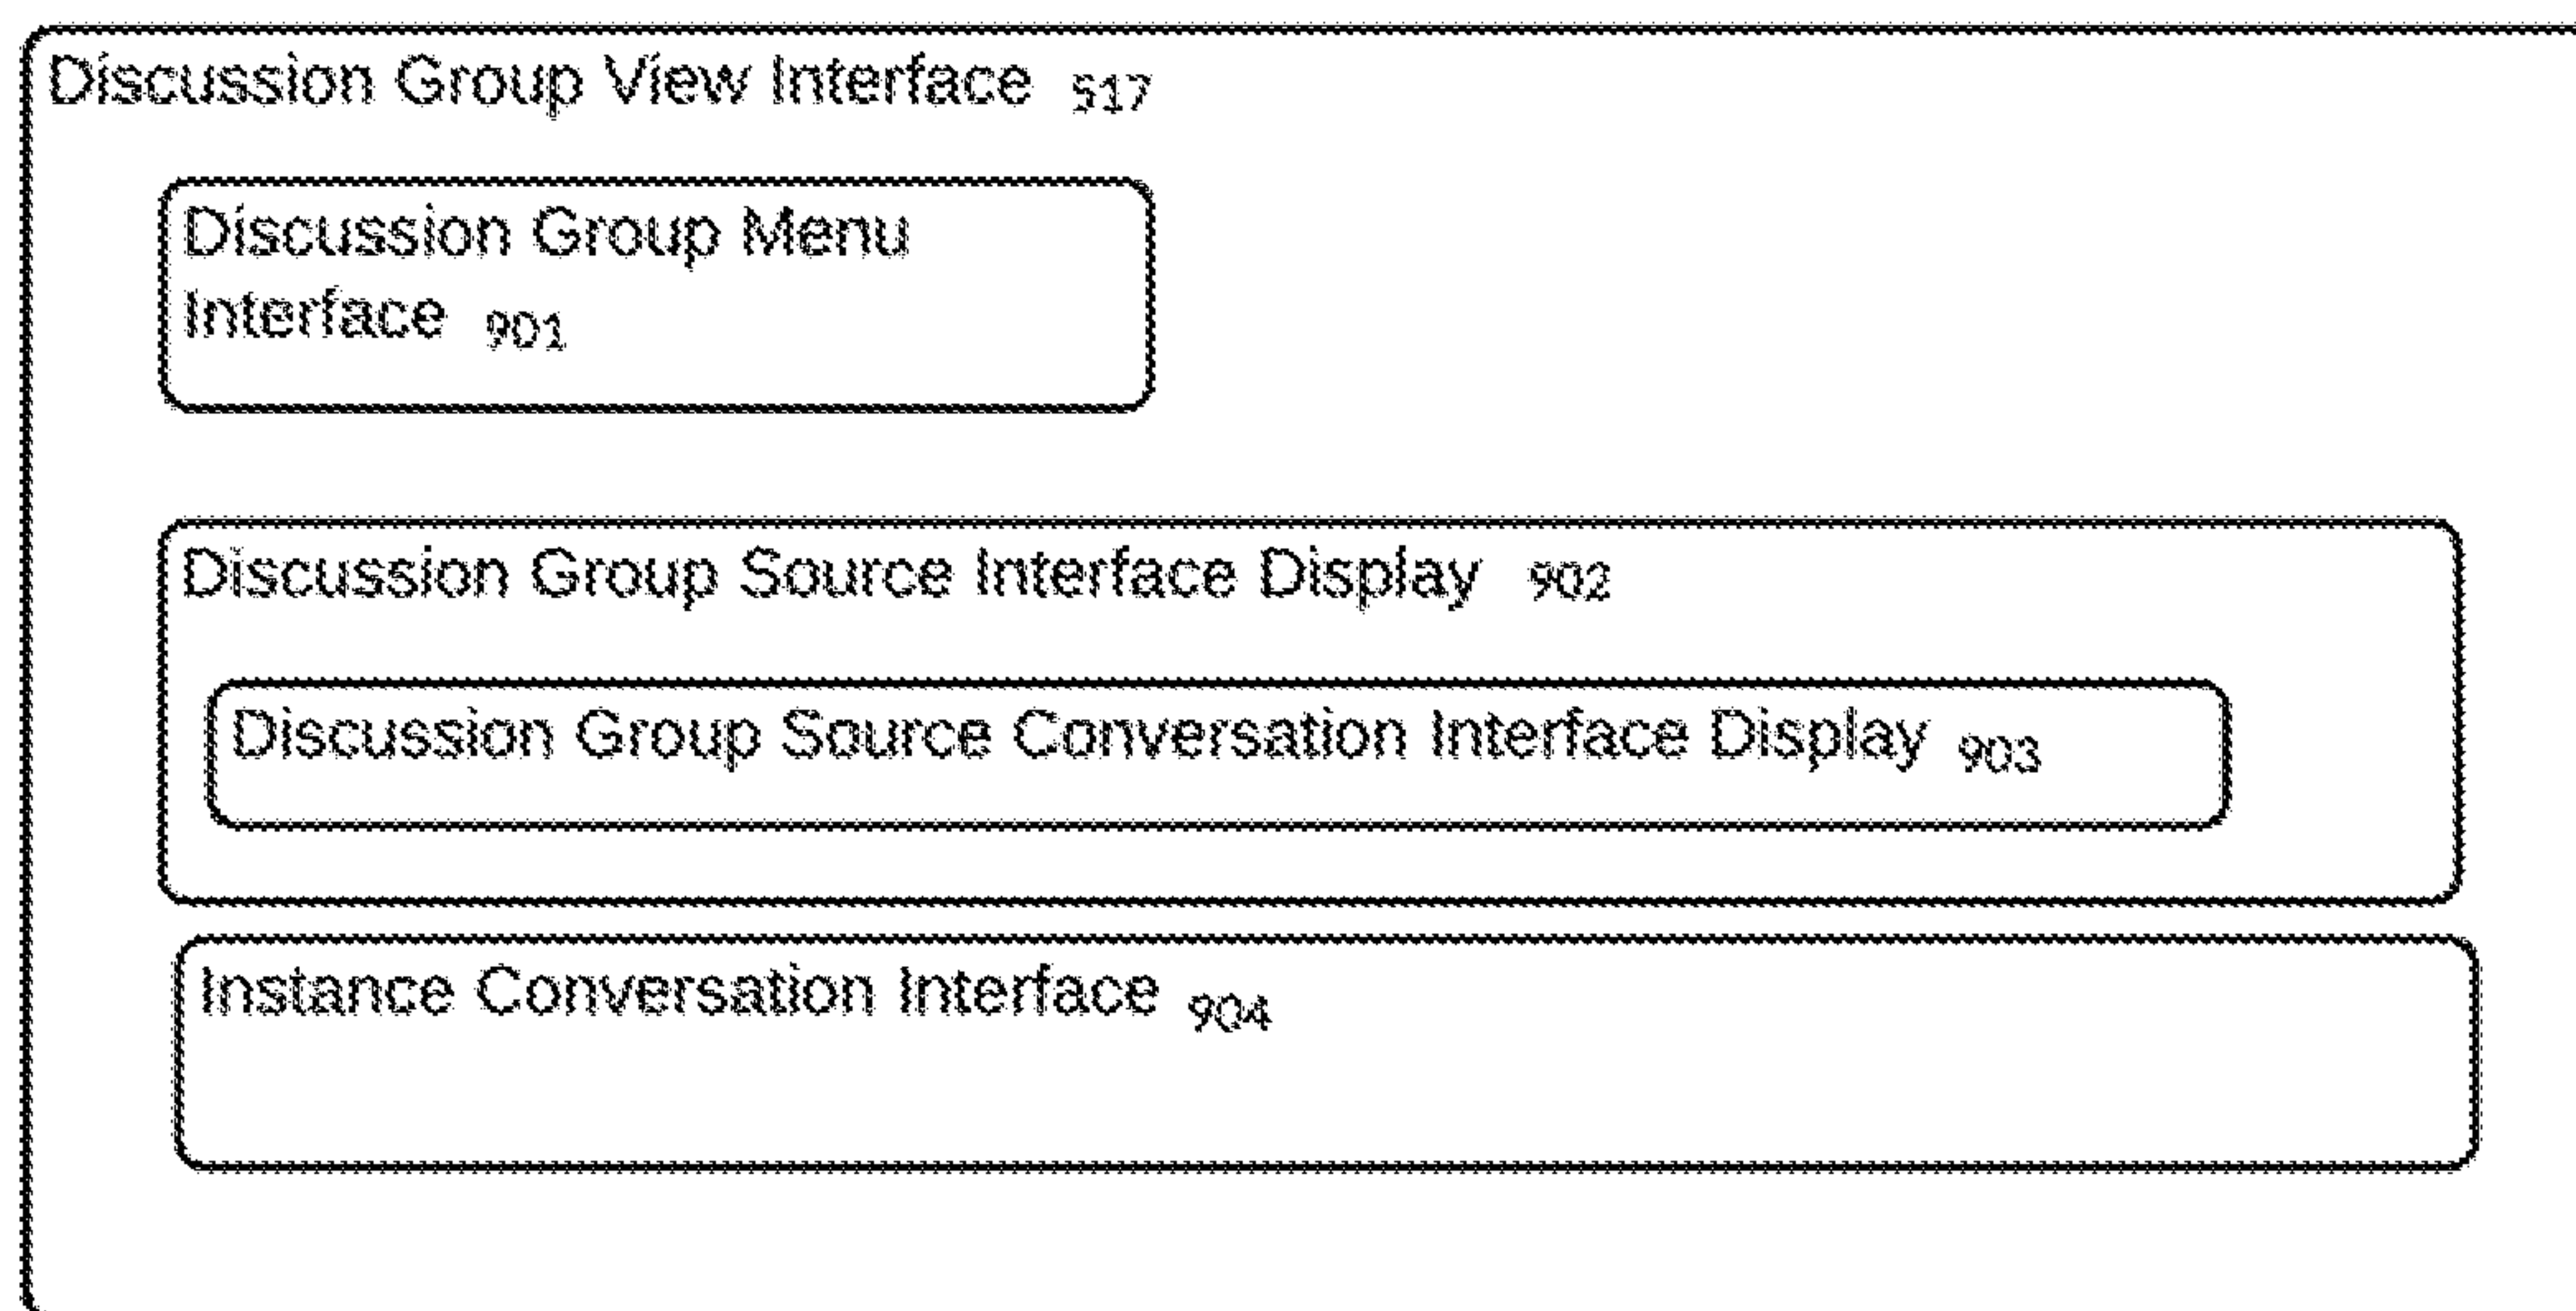 Discussion Group View Interface 517
Discussion Group Menu
Interface 901
Discussion Group Source Interface Display 902
Discussion Group Source Conversation Interface Display 903
Instance Conversation Interface 904